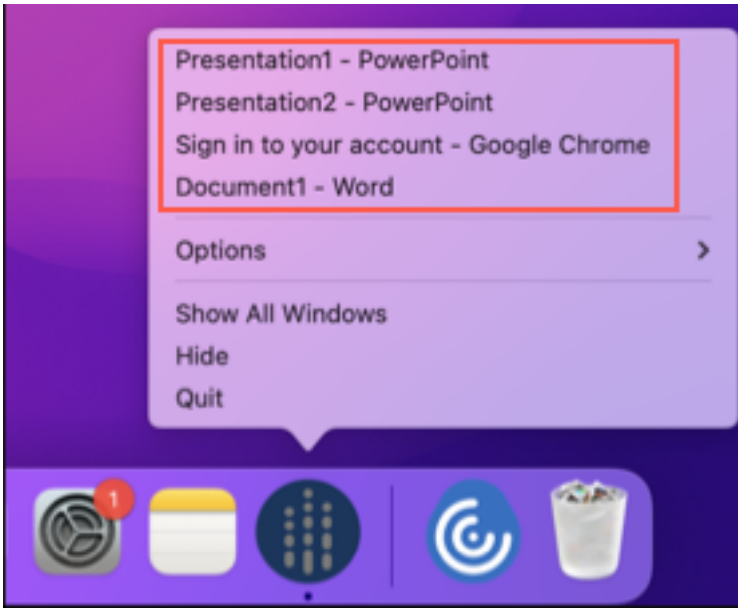 Presentation1 - PowerPoint
Presentation2 - PowerPoint
Sign in to your account - Google Chrome
Document1 - Word
Options
Show All Windows
Hide
Quit
1